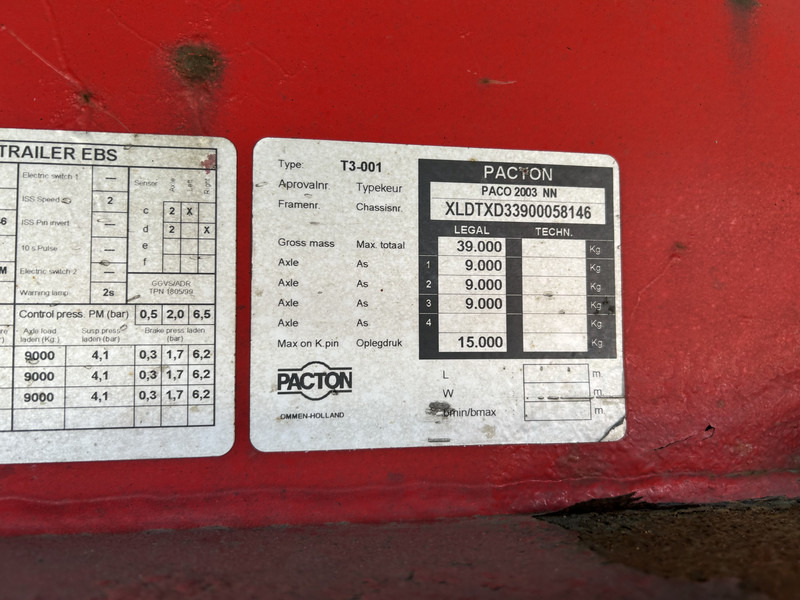 TRAILER EBS
Electric switch 1 —
ISS Speed 2
ISS Pin invert —
10 s Pulse —
Electric switch 2 —
Warning lamp 2s
Sensor Axle Left Right
c 2 X
d 2 X
e
f
GGVS/ADR
TPN 1805/99
Control press. PM (bar) 0,5 2,0 6,5
Axle load laden (Kg.) Susp press laden (bar) Brake press laden (bar)
9000 4,1 0,3 1,7 6,2
9000 4,1 0,3 1,7 6,2
9000 4,1 0,3 1,7 6,2
Type: T3-001
Aprovalnr Typekeur
Framenr. Chassisnr.
PACTON
PACO 2003 NN
XLDTXD33900058146
LEGAL TECHN.
Gross mass Max. totaal 39.000 Kg
Axle As 1 9.000 Kg
Axle As 2 9.000 Kg
Axle As 3 9.000 Kg
Axle As 4 Kg
Max on K.pin Oplegdruk 15.000 Kg
PACTON
OMMEN-HOLLAND
L m.
W m.
bmin/bmax m.